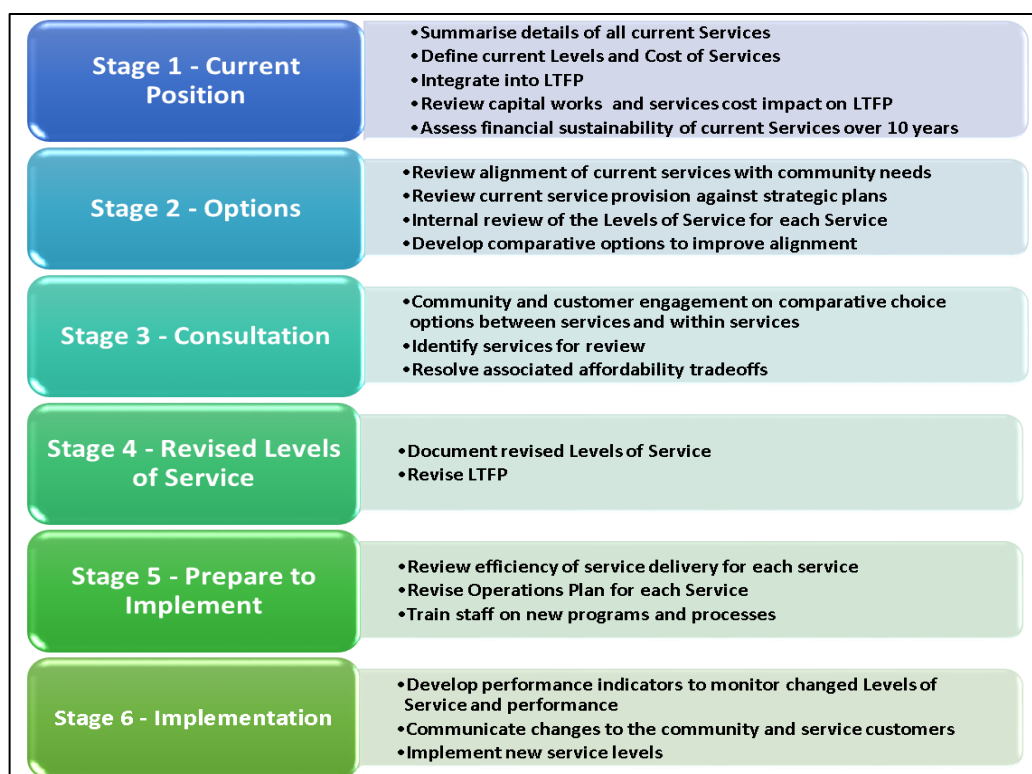 Stage 1 - Current
Position
•Summarise details of all current Services
•Define current Levels and Cost of Services
•Integrate into LTFP
•Review capital works and services cost impact on LTFP
•Assess financial sustainability of current Services over 10 years
Stage 2 - Options
•Review alignment of current services with community needs
•Review current service provision against strategic plans
•Internal review of the Levels of Service for each Service
•Develop comparative options to improve alignment
Stage 3 - Consultation
•Community and customer engagement on comparative choice
options between services and within services
•Identify services for review
•Resolve associated affordability tradeoffs
Stage 4 - Revised Levels
of Service
•Document revised Levels of Service
•Revise LTFP
Stage 5 - Prepare to
Implement
•Review efficiency of service delivery for each service
•Revise Operations Plan for each Service
•Train staff on new programs and processes
Stage 6 - Implementation
•Develop performance indicators to monitor changed Levels of
Service and performance
•Communicate changes to the community and service customers
•Implement new service levels